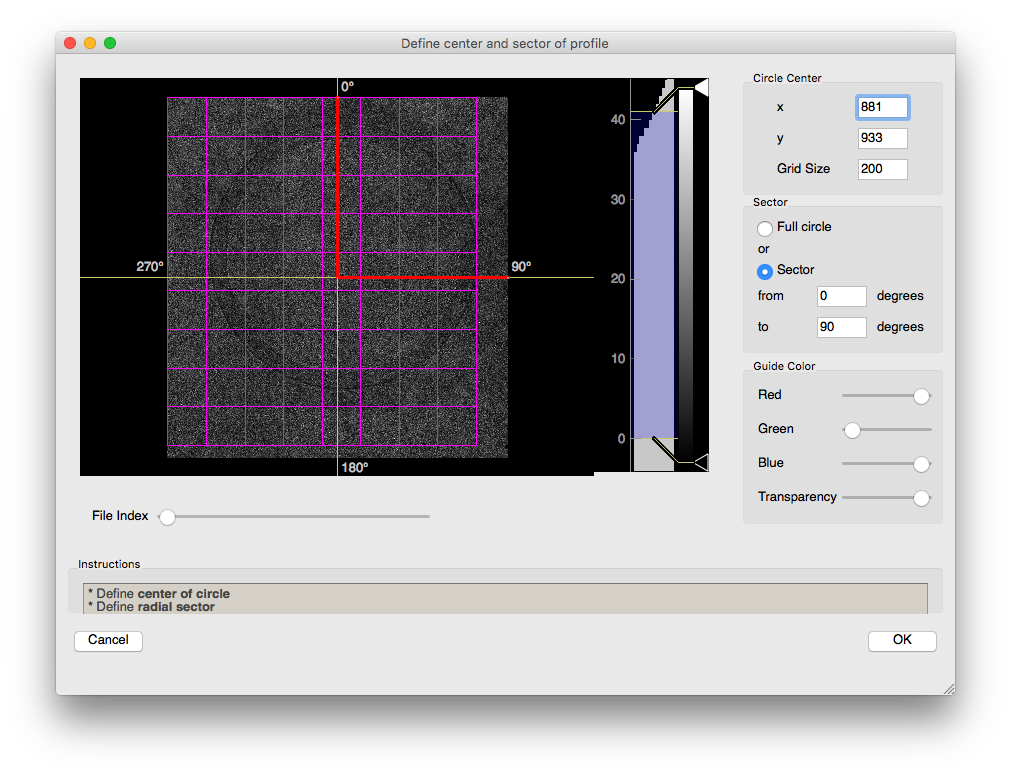 Define center and sector of profile
0°
270°
90°
180°
40
30
20
10
0
Circle Center
x 881
y 933
Grid Size 200
Sector
Full circle
or
Sector
from 0 degrees
to 90 degrees
Guide Color
Red
Green
Blue
Transparency
File Index
Instructions
* Define center of circle
* Define radial sector
Cancel
OK